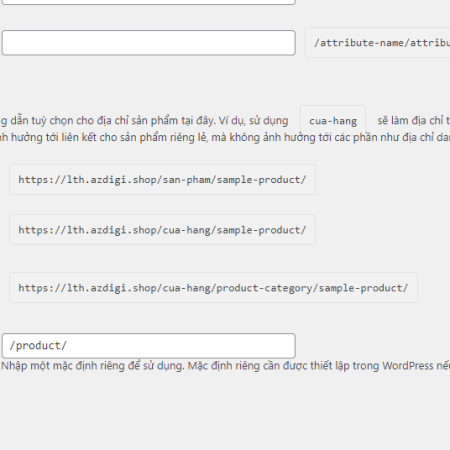 /attribute-name/attribu
g dẫn tuỳ chọn cho địa chỉ sản phẩm tại đây. Ví dụ, sử dụng cua-hang sẽ làm địa chỉ t
nh hưởng tới liên kết cho sản phẩm riêng lẻ, mà không ảnh hưởng tới các phần như địa chỉ da
https://lth.azdigi.shop/san-pham/sample-product/
https://lth.azdigi.shop/cua-hang/sample-product/
https://lth.azdigi.shop/cua-hang/product-category/sample-product/
/product/
Nhập một mặc định riêng để sử dụng. Mặc định riêng cần được thiết lập trong WordPress nếu